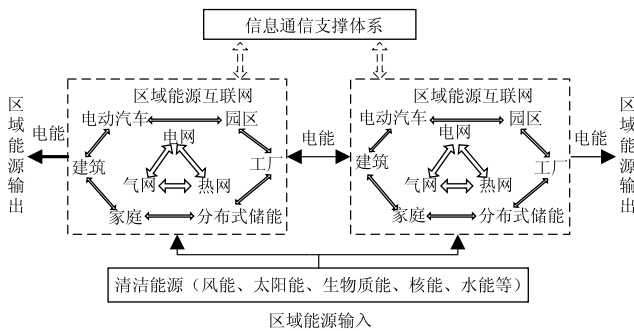 信息通信支撑体系
区域能源互联网
电动汽车
园区
电网
建筑
工厂
气网
热网
家庭
分布式储能
电能
区域能源互联网
电动汽车
园区
电网
建筑
工厂
气网
热网
家庭
分布式储能
电能
区域能源输出
电能
区域能源输出
清洁能源（风能、太阳能、生物质能、核能、水能等）
区域能源输入